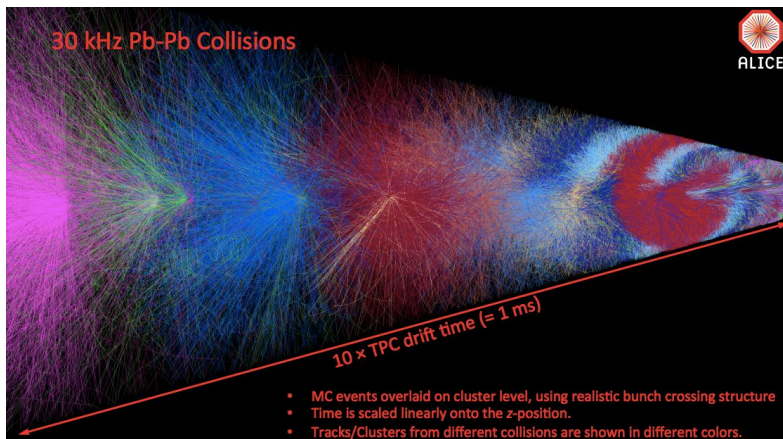 30 kHz Pb-Pb Collisions
ALICE
10 × TPC drift time (= 1 ms)
• MC events overlaid on cluster level, using realistic bunch crossing structure
• Time is scaled linearly onto the z-position.
• Tracks/Clusters from different collisions are shown in different colors.